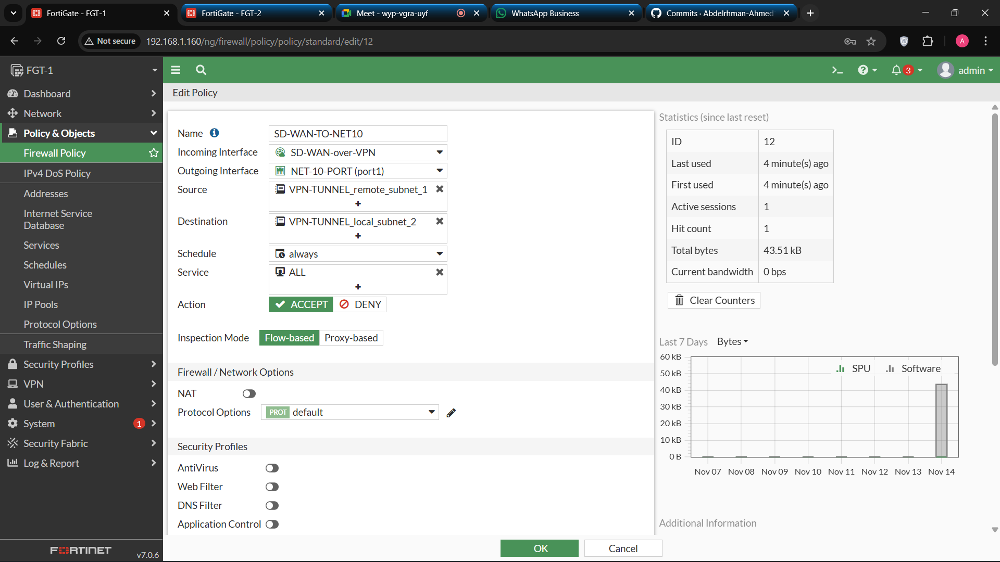 FortiGate - FGT-1
FortiGate - FGT-2
Meet - wyp-vgra-uyf
WhatsApp Business
Commits · Abdelrhman-Ahmed
Not secure
192.168.1.160/ng/firewall/policy/policy/standard/edit/12
A
FGT-1
3
admin
Dashboard
Network
Policy & Objects
Firewall Policy
IPv4 DoS Policy
Addresses
Internet Service
Database
Services
Schedules
Virtual IPs
IP Pools
Protocol Options
Traffic Shaping
Security Profiles
VPN
User & Authentication
System 1
Security Fabric
Log & Report
FORTINET v7.0.6
Edit Policy
Name SD-WAN-TO-NET10
Incoming Interface SD-WAN-over-VPN
Outgoing Interface NET-10-PORT (port1)
Source VPN-TUNNEL_remote_subnet_1
+
Destination VPN-TUNNEL_local_subnet_2
+
Schedule always
Service ALL
+
Action ACCEPT DENY
Inspection Mode Flow-based Proxy-based
Firewall / Network Options
NAT
Protocol Options PROT default
Security Profiles
AntiVirus
Web Filter
DNS Filter
Application Control
Statistics (since last reset)
ID 12
Last used 4 minute(s) ago
First used 4 minute(s) ago
Active sessions 1
Hit count 1
Total bytes 43.51 kB
Current bandwidth 0 bps
Clear Counters
Last 7 Days Bytes
SPU Software
60 kB
50 kB
40 kB
30 kB
20 kB
10 kB
0 B
Nov 07 Nov 08 Nov 09 Nov 10 Nov 11 Nov 12 Nov 13 Nov 14
Additional Information
OK Cancel